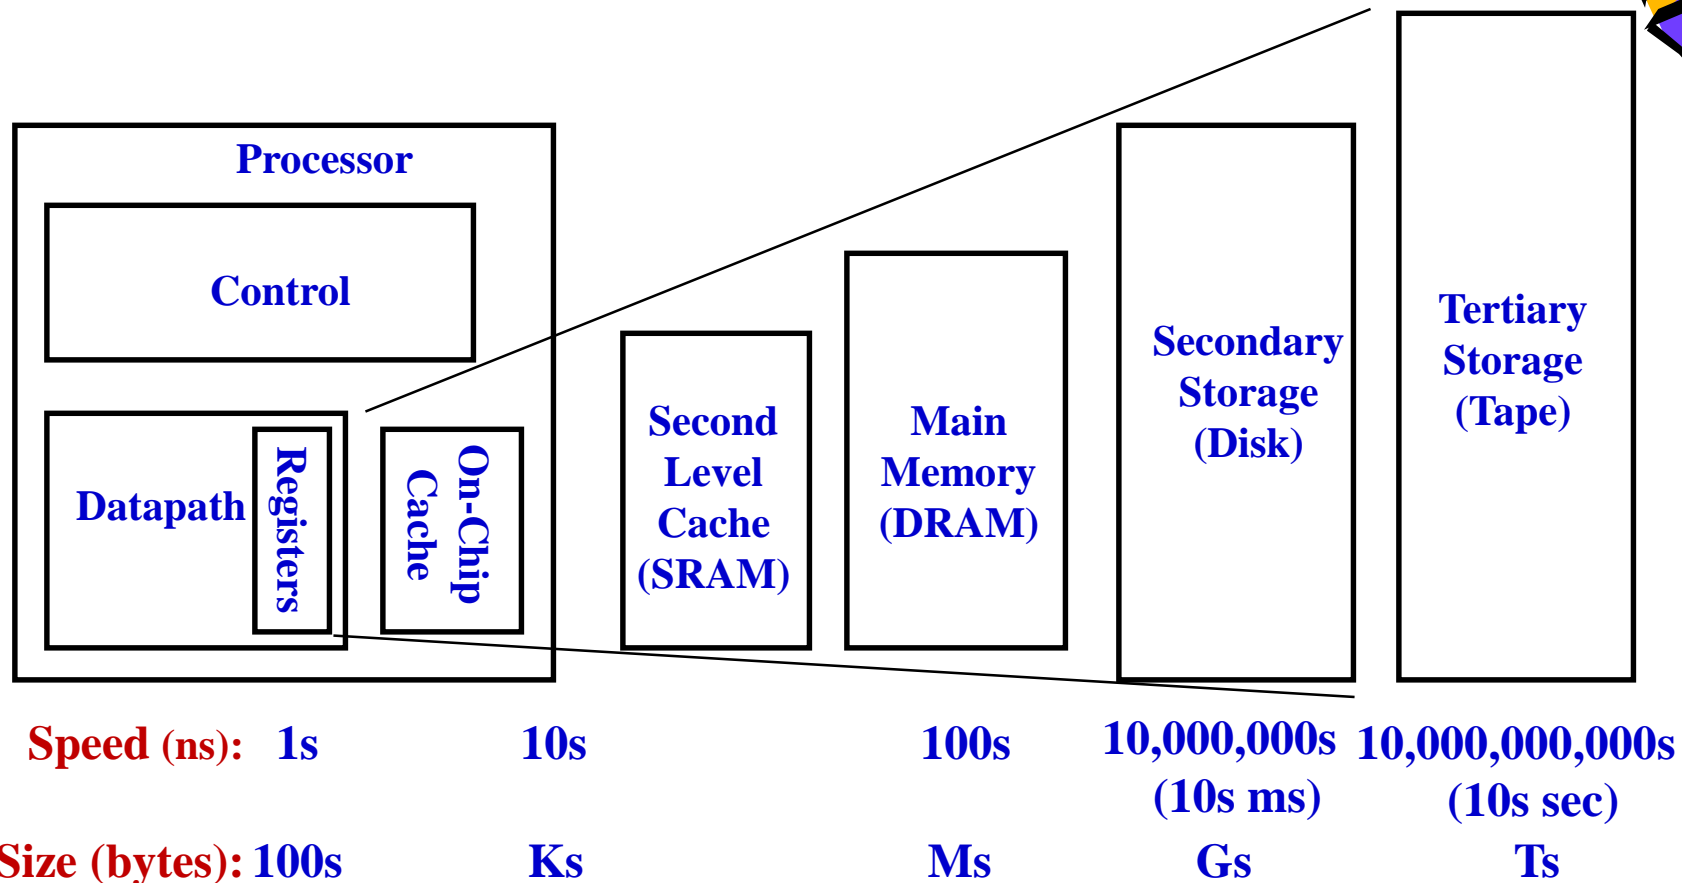 Processor
Control
Datapath
Registers
On-Chip
Cache
Second
Level
Cache
(SRAM)
Main
Memory
(DRAM)
Secondary
Storage
(Disk)
Tertiary
Storage
(Tape)
Speed (ns): 1s 10s 100s 10,000,000s 10,000,000,000s
(10s ms) (10s sec)
Size (bytes): 100s Ks Ms Gs Ts